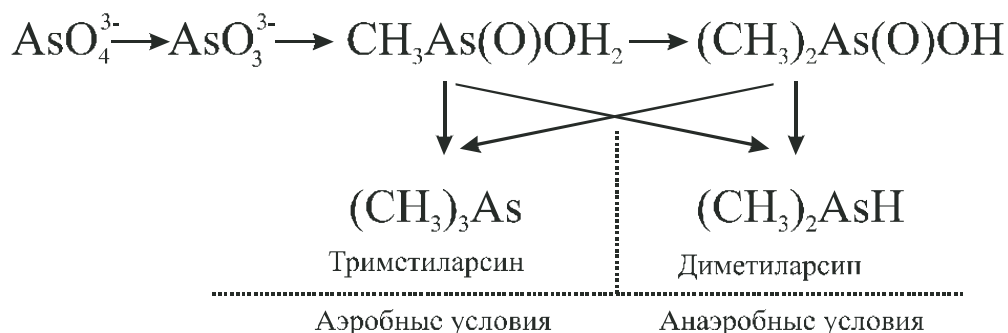 AsO₄³⁻ → AsO₃³⁻ → CH₃As(O)OH₂ → (CH₃)₂As(O)OH
(CH₃)₃As (CH₃)₂AsH
Тримстиларсин Диметиларсип
Аэробные условия Анаэробные условия